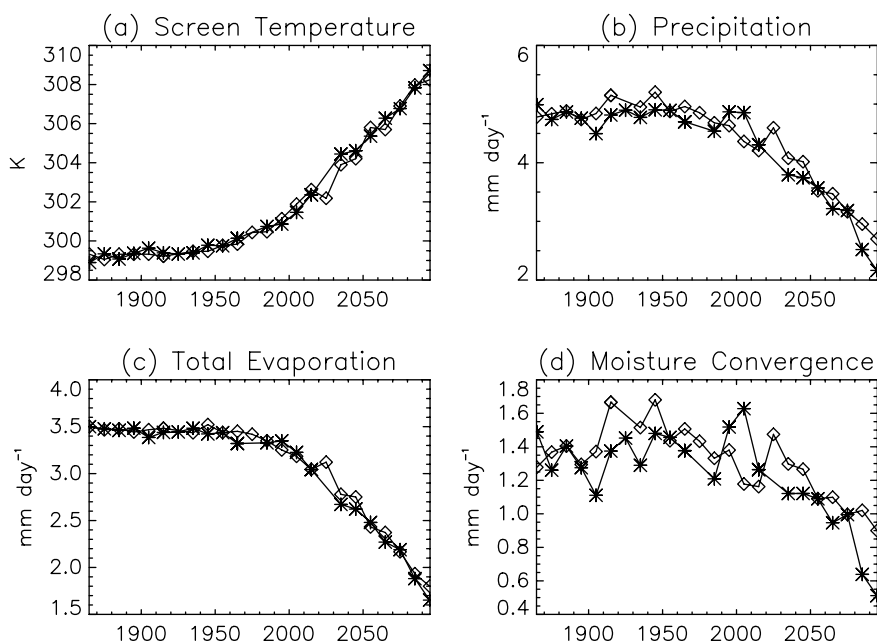 (a) Screen Temperature
310
308
306
304
302
300
298
K
1900 1950 2000 2050
(b) Precipitation
6
4
2
mm day⁻¹
1900 1950 2000 2050
(c) Total Evaporation
4.0
3.5
3.0
2.5
2.0
1.5
mm day⁻¹
1900 1950 2000 2050
(d) Moisture Convergence
1.8
1.6
1.4
1.2
1.0
0.8
0.6
0.4
mm day⁻¹
1900 1950 2000 2050